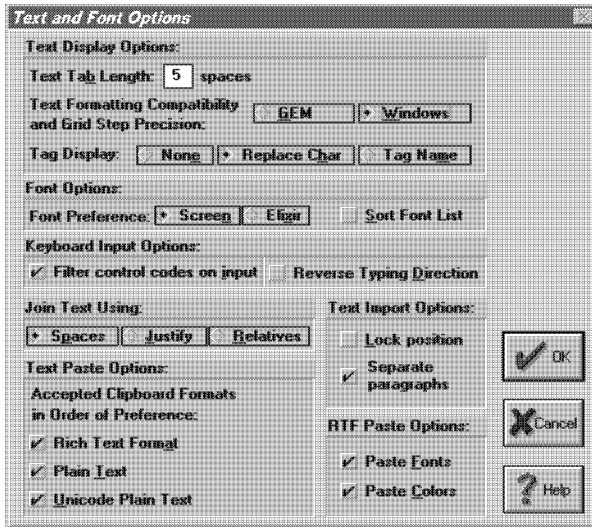 Text and Font Options
Text Display Options:
Text Tab Length: 5 spaces
Text Formatting Compatibility
and Grid Step Precision:
GEM Windows
Tag Display: None Replace Char Tag Name
Font Options:
Font Preference: Screen Elixir Sort Font List
Keyboard Input Options:
Filter control codes on input Reverse Typing Direction
Join Text Using:
Spaces Justify Relatives
Text Paste Options:
Accepted Clipboard Formats
in Order of Preference:
Rich Text Format
Plain Text
Unicode Plain Text
Text Import Options:
Lock position
Separate
paragraphs
RTF Paste Options:
Paste Fonts
Paste Colors
OK
Cancel
Help